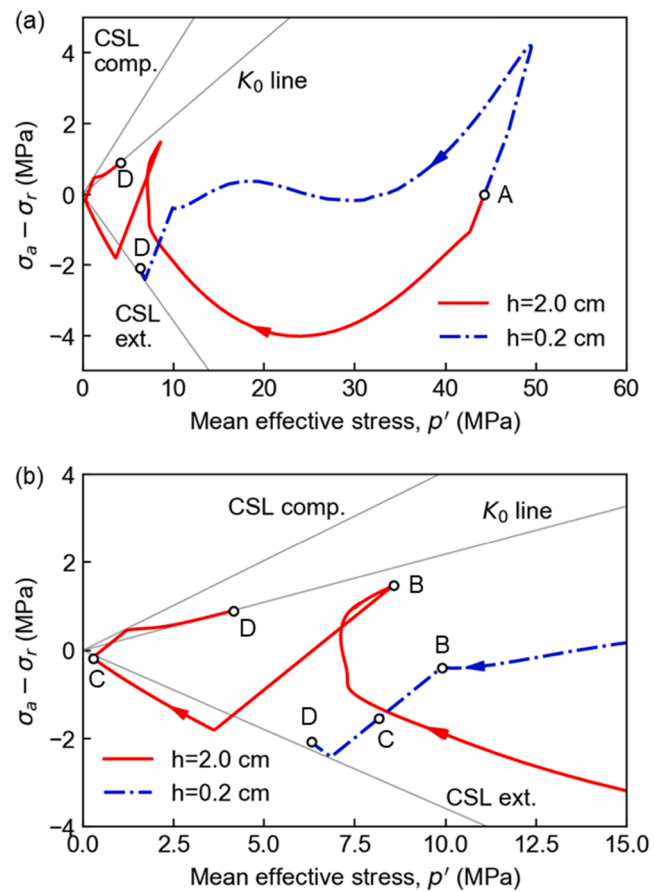 (a)
4
2
0
−2
−4
σa − σr (MPa)
CSL
comp.
K0 line
D
D
A
CSL
ext.
h=2.0 cm
h=0.2 cm
0 10 20 30 40 50 60
Mean effective stress, p′ (MPa)
(b)
4
2
0
−2
−4
σa − σr (MPa)
CSL comp.
K0 line
B
D
B
C
D
C
h=2.0 cm
h=0.2 cm
CSL ext.
0.0 2.5 5.0 7.5 10.0 12.5 15.0
Mean effective stress, p′ (MPa)